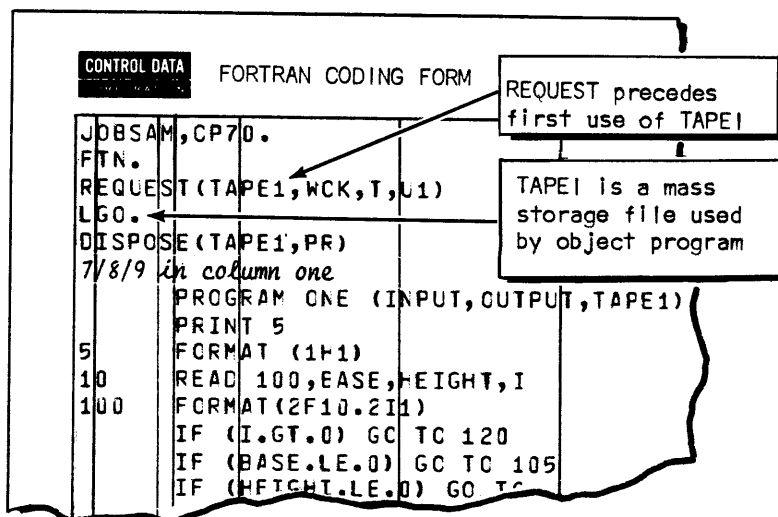 CONTROL DATA
FORTRAN CODING FORM
REQUEST precedes
first use of TAPE1
JOBSAM,CP70.
FTN.
REQUEST(TAPE1,WCK,T,U1)
LGO.
DISPOSE(TAPE1,PR)
7/8/9 in column one
TAPE1 is a mass
storage file used
by object program
PROGRAM ONE (INPUT,OUTPUT,TAPE1)
PRINT 5
5 FORMAT (1H1)
10 READ 100,BASE,HEIGHT,I
100 FORMAT(2F10.2I1)
IF (I.GT.0) GO TO 120
IF (BASE.LE.0) GO TO 105
IF (HEIGHT.LE.0) GO TO